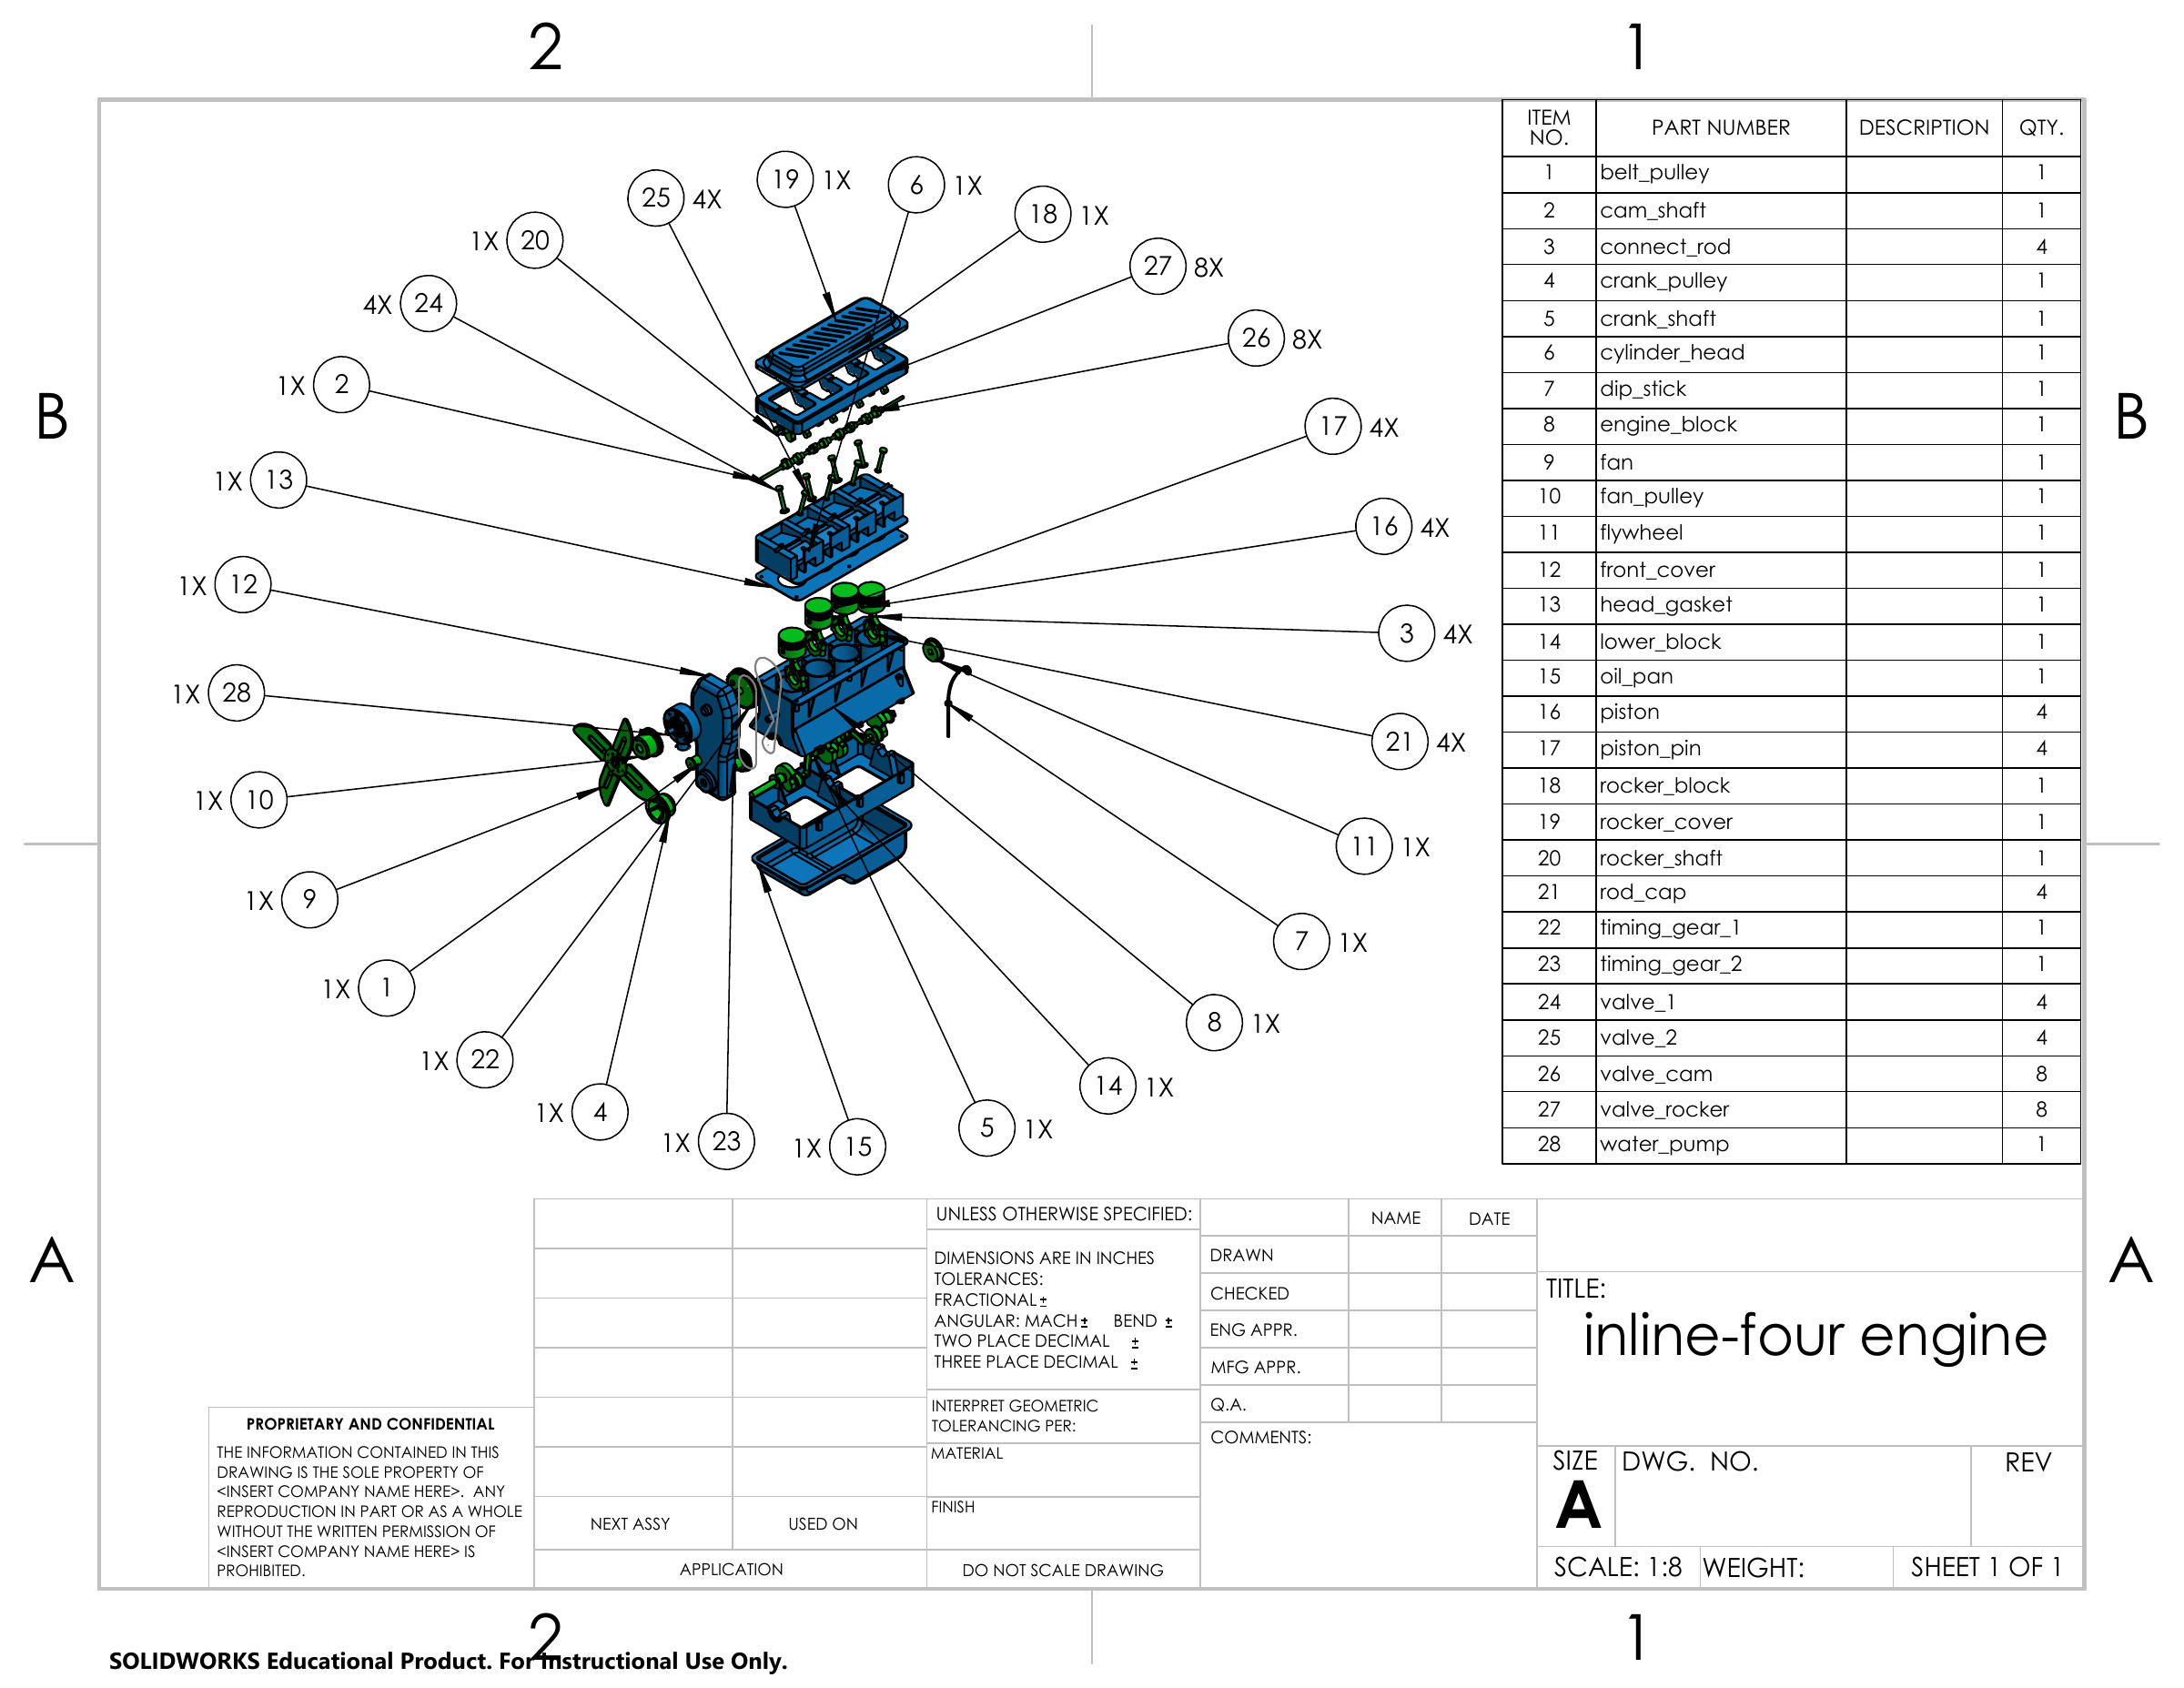 2 1
ITEM NO. PART NUMBER DESCRIPTION QTY.
1 belt_pulley 1
2 cam_shaft 1
3 connect_rod 4
4 crank_pulley 1
5 crank_shaft 1
6 cylinder_head 1
7 dip_stick 1
8 engine_block 1
9 fan 1
10 fan_pulley 1
11 flywheel 1
12 front_cover 1
13 head_gasket 1
14 lower_block 1
15 oil_pan 1
16 piston 4
17 piston_pin 4
18 rocker_block 1
19 rocker_cover 1
20 rocker_shaft 1
21 rod_cap 4
22 timing_gear_1 1
23 timing_gear_2 1
24 valve_1 4
25 valve_2 4
26 valve_cam 8
27 valve_rocker 8
28 water_pump 1
19 1X
6 1X
25 4X
18 1X
1X 20
27 8X
4X 24
26 8X
1X 2
17 4X
1X 13
16 4X
1X 12
3 4X
1X 28
21 4X
1X 10
11 1X
1X 9
7 1X
1X 1
8 1X
1X 22
14 1X
1X 4
5 1X
1X 23
1X 15
B B
A A
UNLESS OTHERWISE SPECIFIED:
DIMENSIONS ARE IN INCHES
TOLERANCES:
FRACTIONAL ±
ANGULAR: MACH ± BEND ±
TWO PLACE DECIMAL ±
THREE PLACE DECIMAL ±
INTERPRET GEOMETRIC
TOLERANCING PER:
MATERIAL
FINISH
DO NOT SCALE DRAWING
NAME DATE
DRAWN
CHECKED
ENG APPR.
MFG APPR.
Q.A.
COMMENTS:
TITLE:
inline-four engine
SIZE DWG. NO. REV
A
SCALE: 1:8 WEIGHT: SHEET 1 OF 1
PROPRIETARY AND CONFIDENTIAL
THE INFORMATION CONTAINED IN THIS
DRAWING IS THE SOLE PROPERTY OF
<INSERT COMPANY NAME HERE>. ANY
REPRODUCTION IN PART OR AS A WHOLE
WITHOUT THE WRITTEN PERMISSION OF
<INSERT COMPANY NAME HERE> IS
PROHIBITED.
NEXT ASSY USED ON
APPLICATION
2 1
SOLIDWORKS Educational Product. For Instructional Use Only.